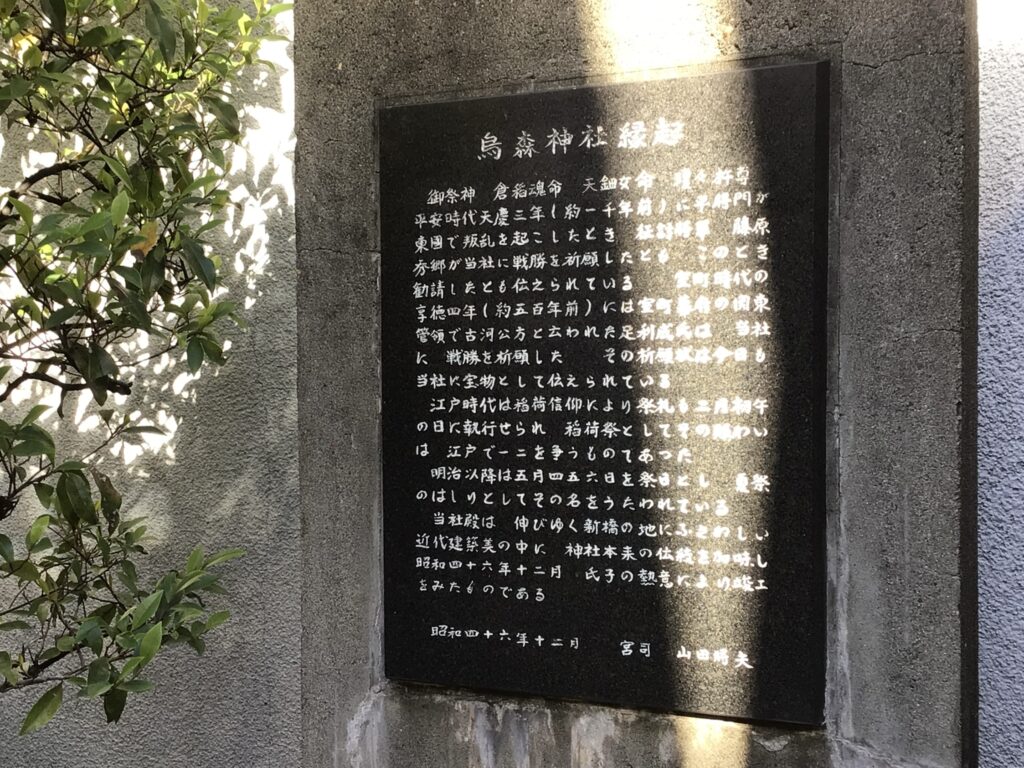 烏森神社縁起
御祭神 倉稲魂命 天鈿女命 瓊々杵尊
平安時代天慶三年(約一千年前)に平将門が
東國で叛乱を起こしたとき 征討将軍 藤原
秀郷が当社に戦勝を祈願したとも このとき
勧請したとも伝えられている 室町時代の
享徳四年(約五百年前)には室町幕府の関東
管領で古河公方と云われた足利成氏は 当社
に 戦勝を祈願した その祈願状は今日も
当社に宝物として伝えられている
江戸時代は稲荷信仰により祭礼も二月初午
の日に執行せられ 稲荷祭としてその賑わい
は 江戸で一二を争うものであつた
明治以降は五月四五六日を祭日とし 夏祭
のはしりとしてその名をうたわれている
当社殿は 伸びゆく新橋の地にふさわしい
近代建築美の中に 神社本来の伝統を加味し
昭和四十六年十二月 氏子の熱意により竣工
をみたものである
昭和四十六年十二月 宮司 山田